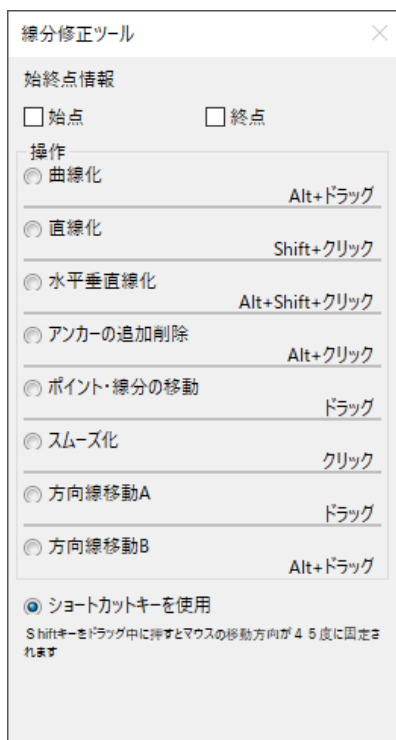 線分修正ツール
始終点情報
始点
終点
操作
曲線化
Alt+ドラッグ
直線化
Shift+クリック
水平垂直線化
Alt+Shift+クリック
アンカーの追加削除
Alt+クリック
ポイント・線分の移動
ドラッグ
スムーズ化
クリック
方向線移動A
ドラッグ
方向線移動B
Alt+ドラッグ
ショートカットキーを使用
Shiftキーをドラッグ中に押すとマウスの移動方向が４５度に固定さ
れます